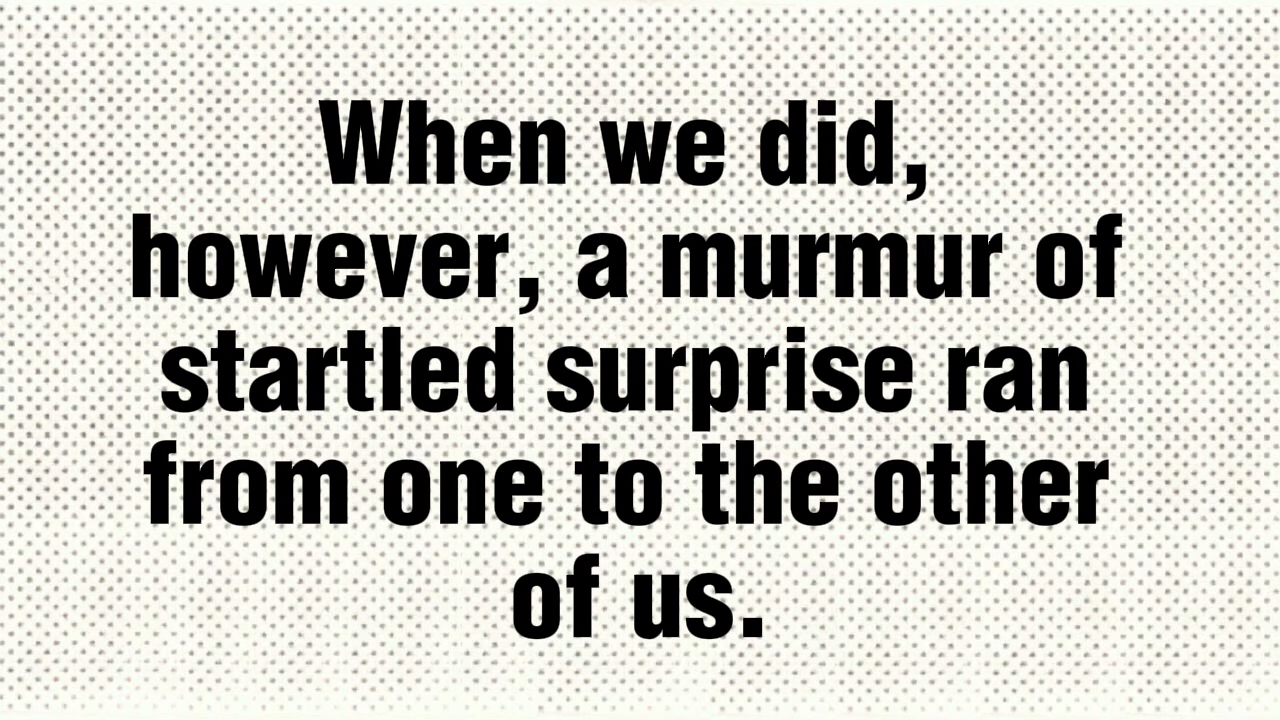 When we did,
however, a murmur of
startled surprise ran
from one to the other
of us.